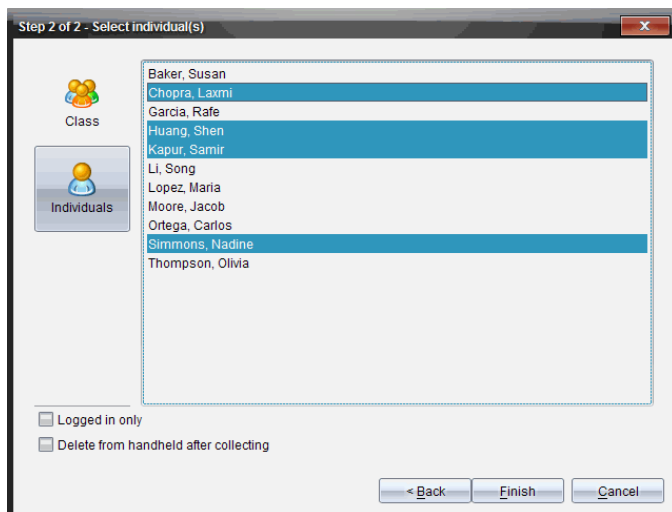 Step 2 of 2 - Select individual(s)
Class
Individuals
Baker, Susan
Chopra, Laxmi
Garcia, Rafe
Huang, Shen
Kapur, Samir
Li, Song
Lopez, Maria
Moore, Jacob
Ortega, Carlos
Simmons, Nadine
Thompson, Olivia
Logged in only
Delete from handheld after collecting
< Back
Finish
Cancel